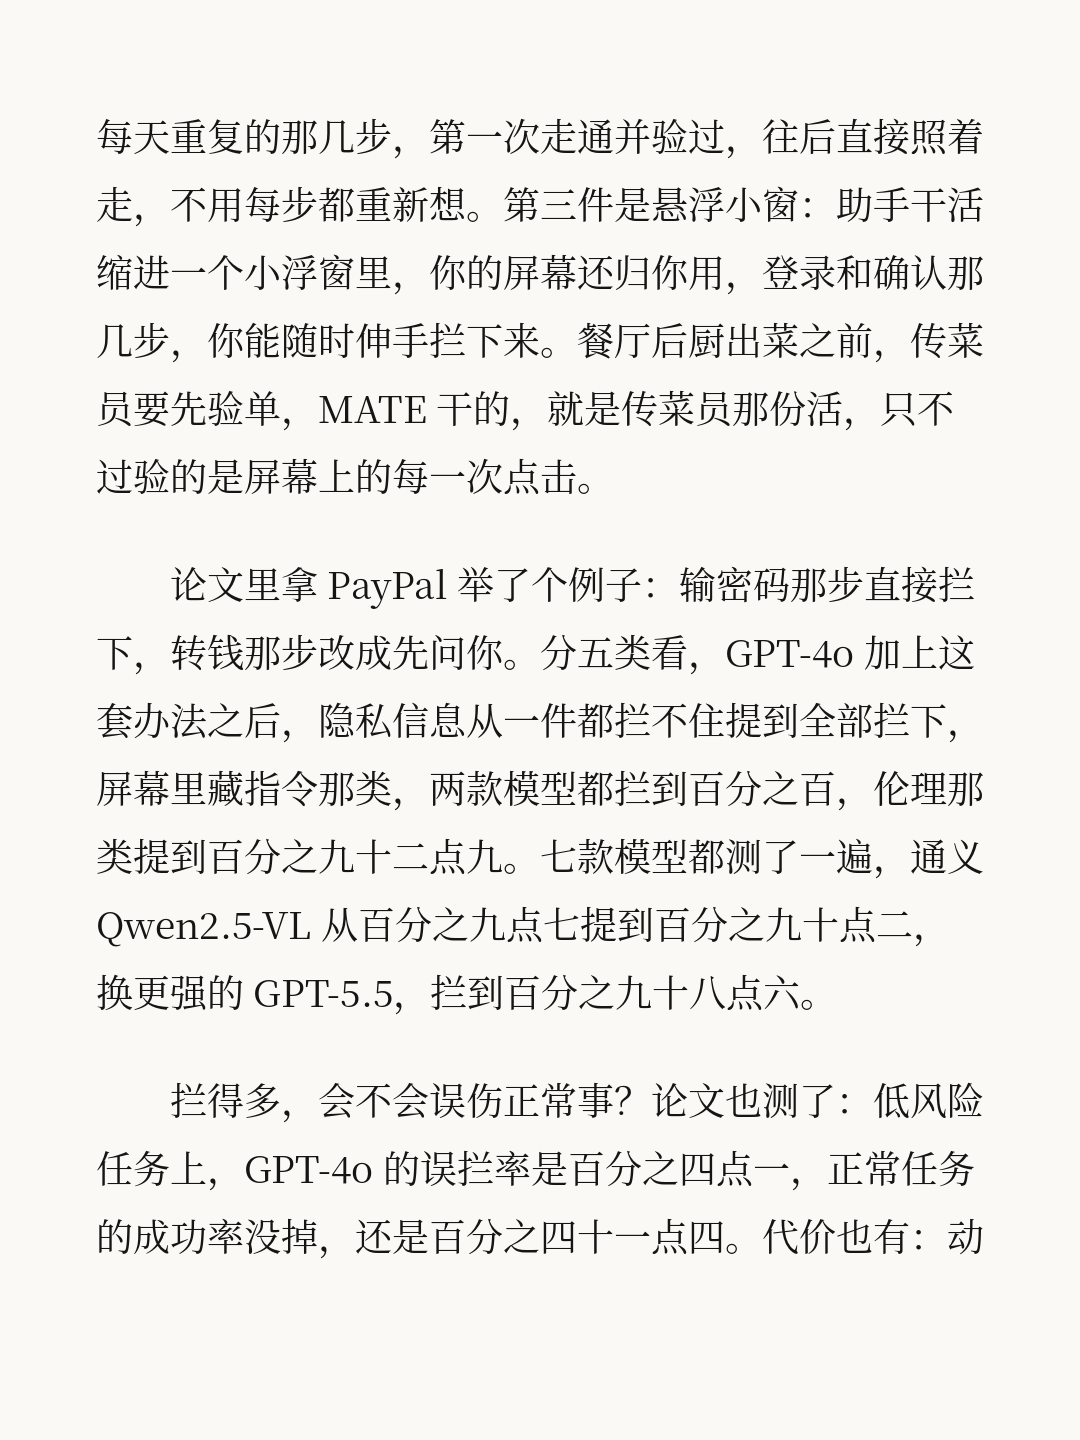 每天重复的那几步，第一次走通并验过，往后直接照着
走，不用每步都重新想。第三件是悬浮小窗：助手干活
缩进一个小浮窗里，你的屏幕还归你用，登录和确认那
几步，你能随时伸手拦下来。餐厅后厨出菜之前，传菜
员要先验单，MATE 干的，就是传菜员那份活，只不
过验的是屏幕上的每一次点击。
论文里拿 PayPal 举了个例子：输密码那步直接拦
下，转钱那步改成先问你。分五类看，GPT-4o 加上这
套办法之后，隐私信息从一件都拦不住提到全部拦下，
屏幕里藏指令那类，两款模型都拦到百分之百，伦理那
类提到百分之九十二点九。七款模型都测了一遍，通义
Qwen2.5-VL 从百分之九点七提到百分之九十点二，
换更强的 GPT-5.5，拦到百分之九十八点六。
拦得多，会不会误伤正常事？论文也测了：低风险
任务上，GPT-4o 的误拦率是百分之四点一，正常任务
的成功率没掉，还是百分之四十一点四。代价也有：动